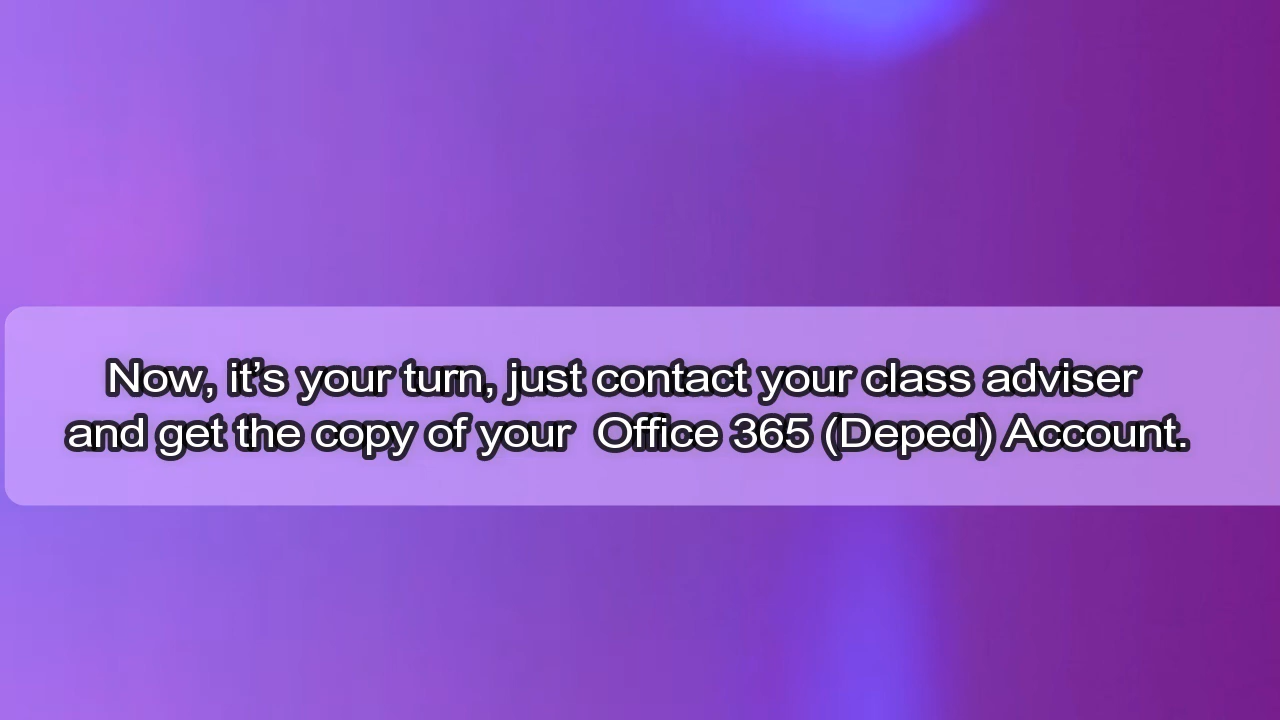 Now, it’s your turn, just contact your class adviser
and get the copy of your  Office 365 (Deped) Account.